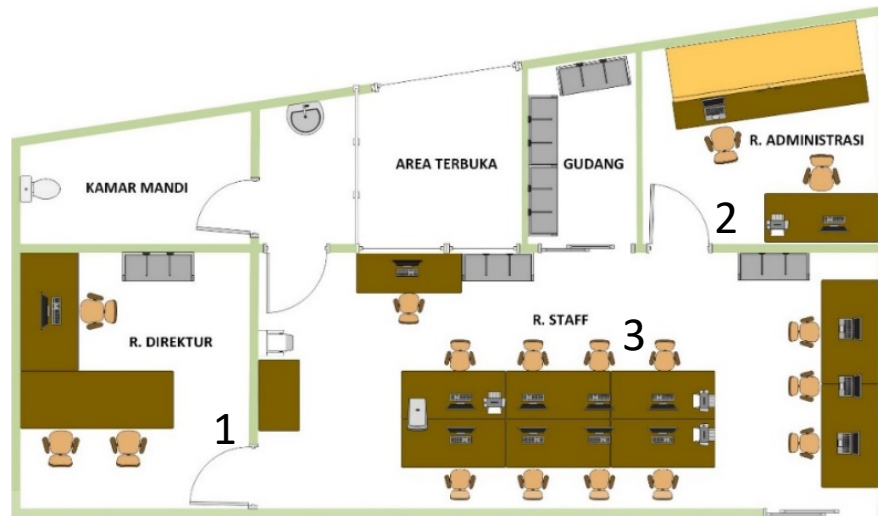 R. ADMINISTRASI
AREA TERBUKA
GUDANG
KAMAR MANDI
2
R. STAFF
3
R. DIREKTUR
1